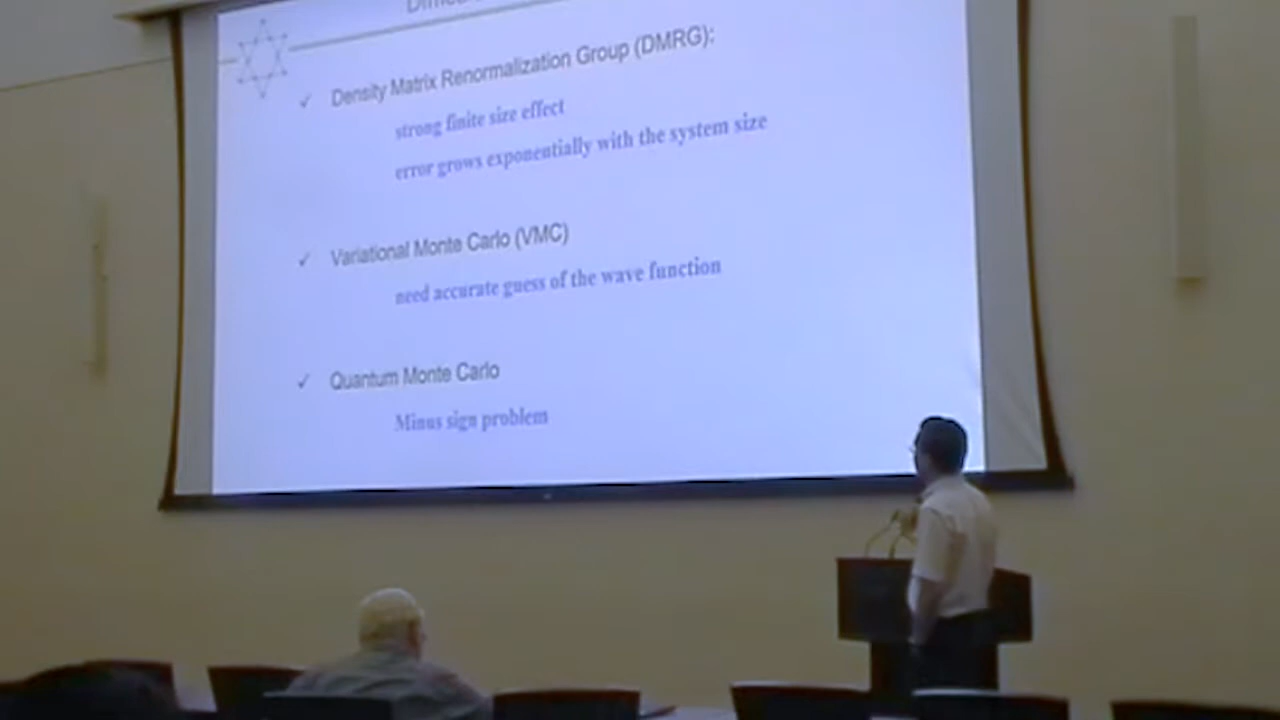 Density Matrix Renormalization Group (DMRG):
strong finite size effect
error grows exponentially with the system size
Variational Monte Carlo (VMC)
need accurate guess of the wave function
Quantum Monte Carlo
Minus sign problem